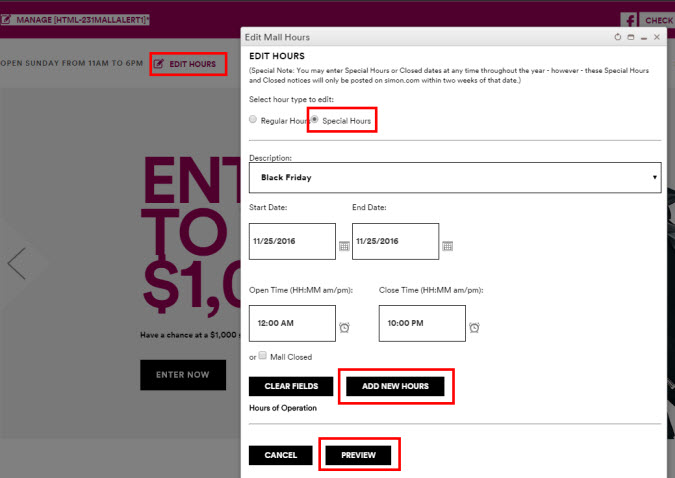 MANAGE [HTML-231MALLALERT1]*
CHECK
OPEN SUNDAY FROM 11AM TO 6PM EDIT HOURS
Edit Mall Hours
EDIT HOURS
(Special Note: You may enter Special Hours or Closed dates at any time throughout the year - however - these Special Hours
and Closed notices will only be posted on simon.com within two weeks of that date.)
Select hour type to edit:
Regular Hour Special Hours
Description:
Black Friday
Start Date: End Date:
11/25/2016 11/25/2016
Open Time (HH:MM am/pm): Close Time (HH:MM am/pm):
12:00 AM 10:00 PM
or Mall Closed
CLEAR FIELDS ADD NEW HOURS
Hours of Operation
CANCEL PREVIEW
ENT
TO
$1,0
Have a chance at a $1,000
ENTER NOW